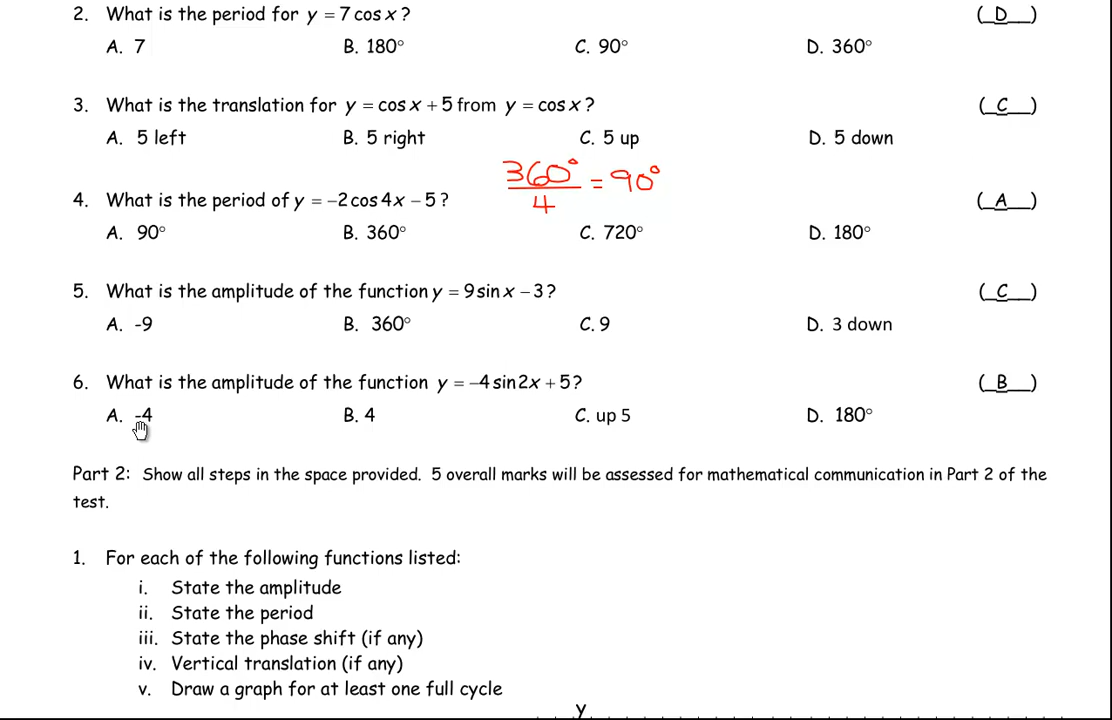 2. What is the period for y = 7 cos x ? ( D )
A. 7 B. 180° C. 90° D. 360°
3. What is the translation for y = cos x + 5 from y = cos x ? ( C )
A. 5 left B. 5 right C. 5 up D. 5 down
360° / 4 = 90°
4. What is the period of y = −2 cos 4x − 5 ? ( A )
A. 90° B. 360° C. 720° D. 180°
5. What is the amplitude of the function y = 9 sin x − 3 ? ( C )
A. -9 B. 360° C. 9 D. 3 down
6. What is the amplitude of the function y = −4 sin 2x + 5 ? ( B )
A. -4 B. 4 C. up 5 D. 180°
Part 2: Show all steps in the space provided. 5 overall marks will be assessed for mathematical communication in Part 2 of the
test.
1. For each of the following functions listed:
i. State the amplitude
ii. State the period
iii. State the phase shift (if any)
iv. Vertical translation (if any)
v. Draw a graph for at least one full cycle
y